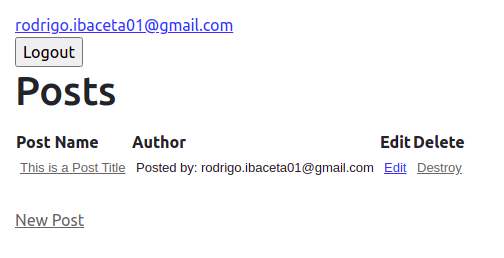 rodrigo.ibaceta01@gmail.com
Logout
Posts
Post Name Author Edit Delete
This is a Post Title Posted by: rodrigo.ibaceta01@gmail.com Edit Destroy
New Post